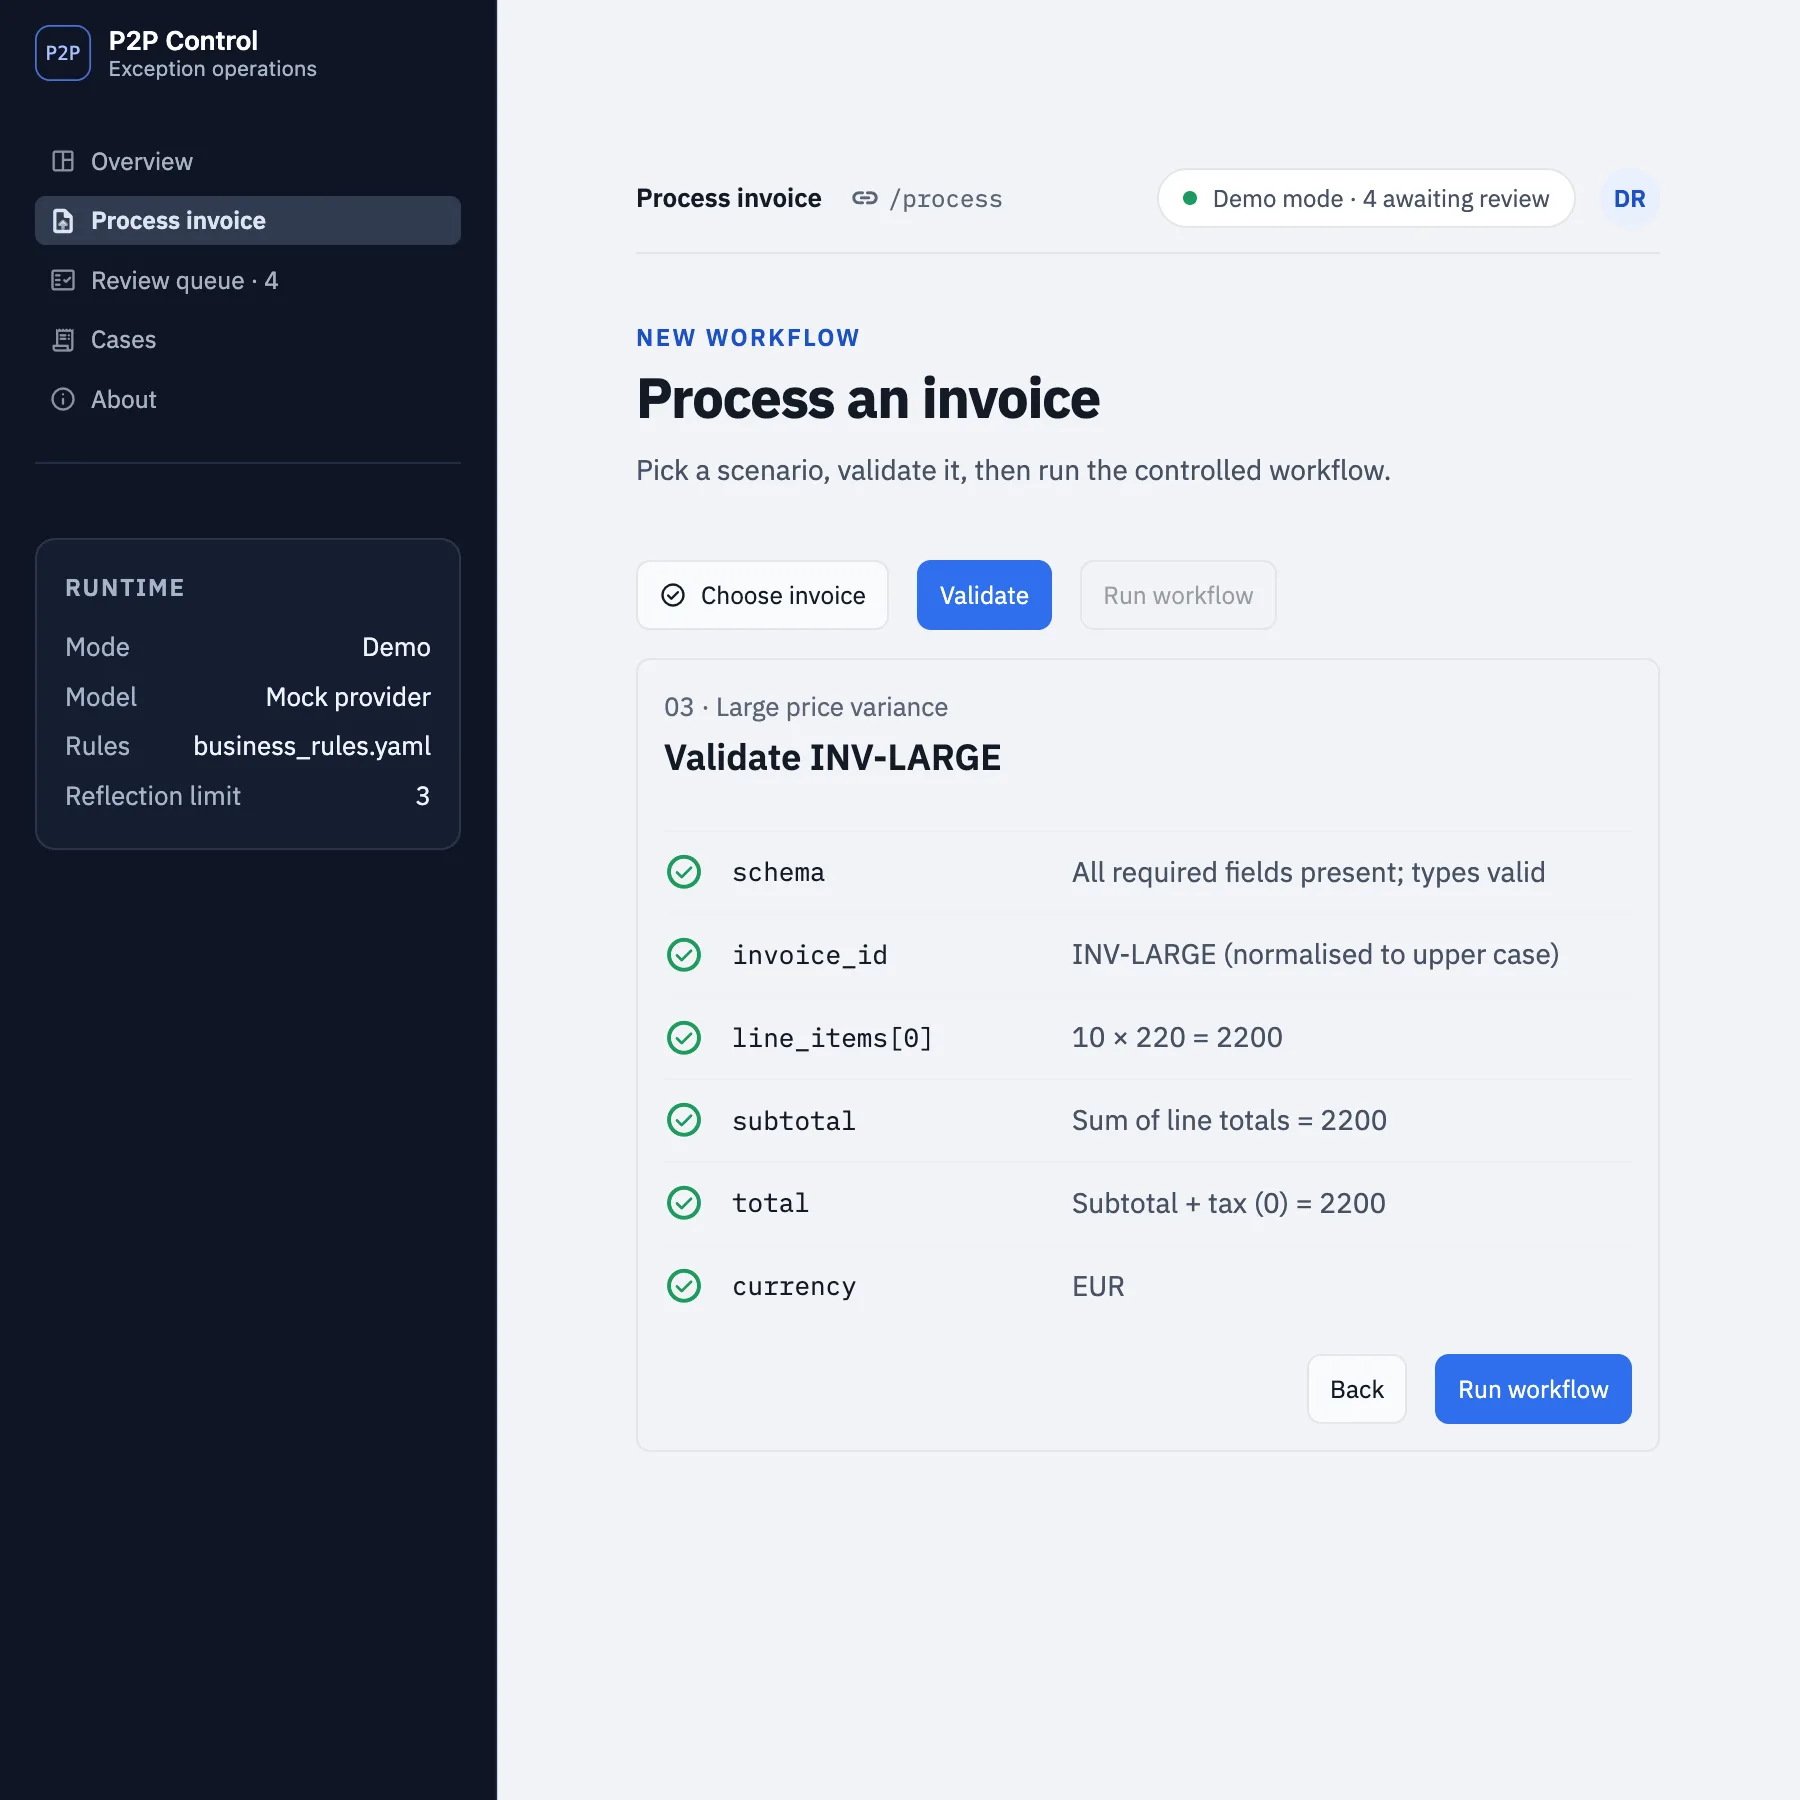 P2P
P2P Control
Exception operations
Overview
Process invoice
Review queue · 4
Cases
About
RUNTIME
Mode Demo
Model Mock provider
Rules business_rules.yaml
Reflection limit 3
Process invoice /process
Demo mode · 4 awaiting review
DR
NEW WORKFLOW
Process an invoice
Pick a scenario, validate it, then run the controlled workflow.
Choose invoice Validate Run workflow
03 · Large price variance
Validate INV-LARGE
schema All required fields present; types valid
invoice_id INV-LARGE (normalised to upper case)
line_items[0] 10 × 220 = 2200
subtotal Sum of line totals = 2200
total Subtotal + tax (0) = 2200
currency EUR
Back Run workflow